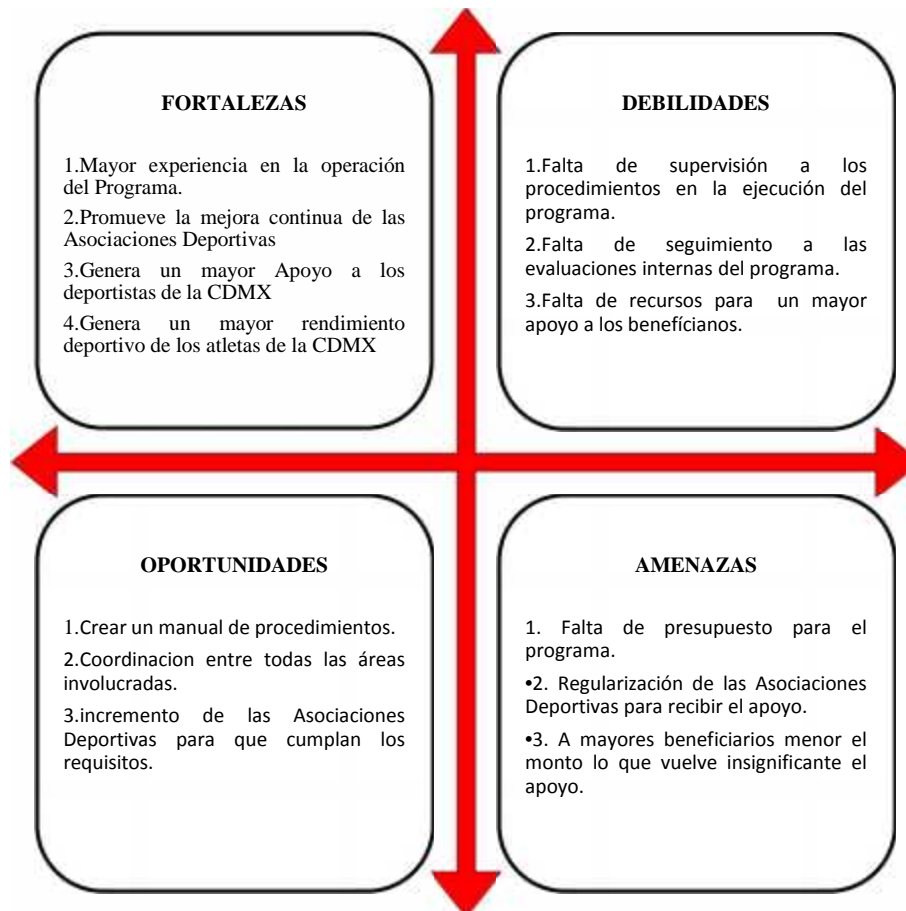 FORTALEZAS
1.Mayor experiencia en la operación
del Programa.
2.Promueve la mejora continua de las
Asociaciones Deportivas
3.Genera un mayor Apoyo a los
deportistas de la CDMX
4.Genera un mayor rendimiento
deportivo de los atletas de la CDMX
DEBILIDADES
1.Falta de supervisión a los
procedimientos en la ejecución del
programa.
2.Falta de seguimiento a las
evaluaciones internas del programa.
3.Falta de recursos para un mayor
apoyo a los benefícianos.
OPORTUNIDADES
1.Crear un manual de procedimientos.
2.Coordinacion entre todas las áreas
involucradas.
3.incremento de las Asociaciones
Deportivas para que cumplan los
requisitos.
AMENAZAS
1. Falta de presupuesto para el
programa.
•2. Regularización de las Asociaciones
Deportivas para recibir el apoyo.
•3. A mayores beneficiarios menor el
monto lo que vuelve insignificante el
apoyo.